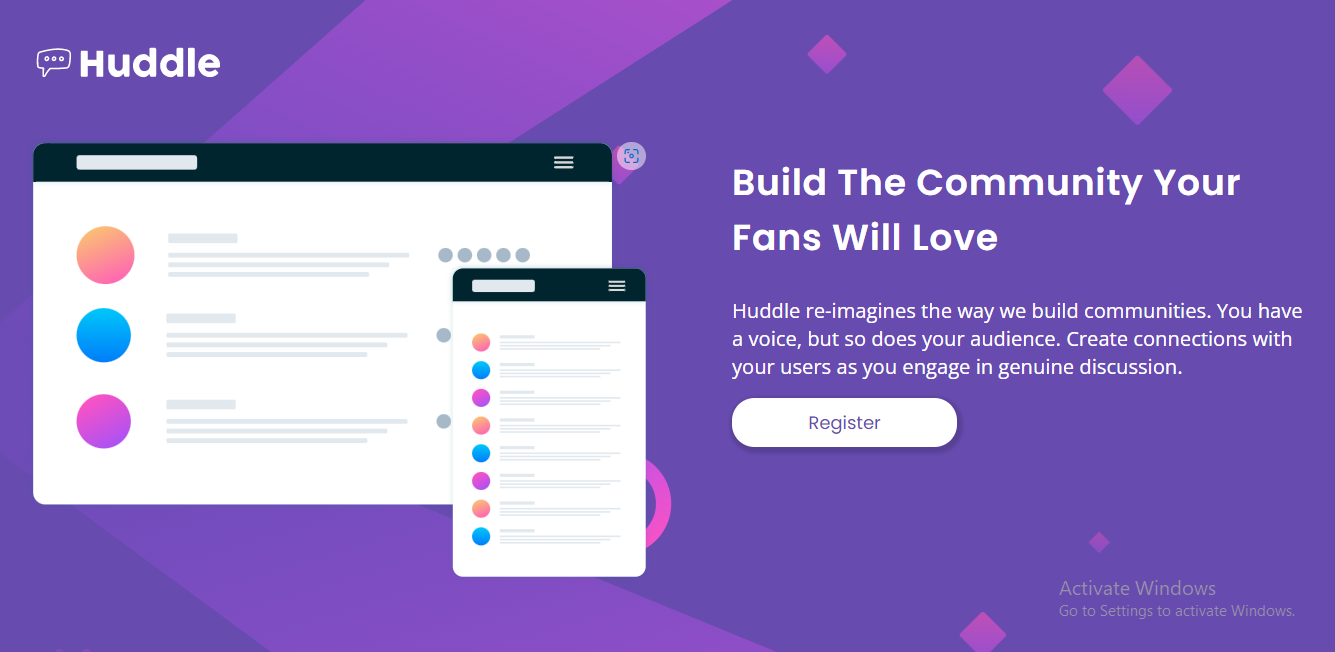 Huddle
Build The Community Your
Fans Will Love
Huddle re-imagines the way we build communities. You have
a voice, but so does your audience. Create connections with
your users as you engage in genuine discussion.
Register
Activate Windows
Go to Settings to activate Windows.